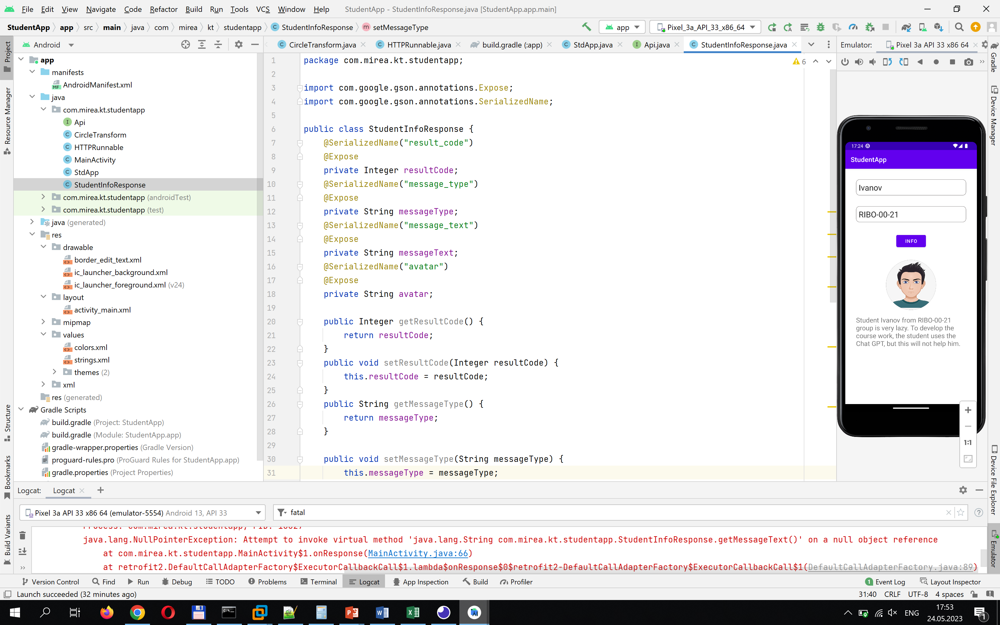 File Edit View Navigate Code Refactor Build Run Tools VCS Window Help StudentApp - StudentInfoResponse.java [StudentApp.app.main]
StudentApp app src main java com mirea kt studentapp C StudentInfoResponse m setMessageType app Pixel_3a_API_33_x86_64
Project
Resource Manager
Structure
Bookmarks
Build Variants
Android
app
manifests
MF AndroidManifest.xml
java
com.mirea.kt.studentapp
I Api
C CircleTransform
C HTTPRunnable
C MainActivity
C StdApp
C StudentInfoResponse
com.mirea.kt.studentapp (androidTest)
com.mirea.kt.studentapp (test)
java (generated)
res
drawable
border_edit_text.xml
ic_launcher_background.xml
ic_launcher_foreground.xml (v24)
layout
activity_main.xml
mipmap
values
colors.xml
strings.xml
themes (2)
xml
res (generated)
Gradle Scripts
build.gradle (Project: StudentApp)
build.gradle (Module: StudentApp.app)
gradle-wrapper.properties (Gradle Version)
proguard-rules.pro (ProGuard Rules for StudentApp.app)
gradle.properties (Project Properties)
C CircleTransform.java C HTTPRunnable.java build.gradle (:app) C StdApp.java I Api.java C StudentInfoResponse.java
6
1 package com.mirea.kt.studentapp;
2
3 import com.google.gson.annotations.Expose;
4 import com.google.gson.annotations.SerializedName;
5
6 public class StudentInfoResponse {
7 @SerializedName("result_code")
8 @Expose
9 private Integer resultCode;
10 @SerializedName("message_type")
11 @Expose
12 private String messageType;
13 @SerializedName("message_text")
14 @Expose
15 private String messageText;
16 @SerializedName("avatar")
17 @Expose
18 private String avatar;
19
20 public Integer getResultCode() {
21 return resultCode;
22 }
23 public void setResultCode(Integer resultCode) {
24 this.resultCode = resultCode;
25 }
26 public String getMessageType() {
27 return messageType;
28 }
29
30 public void setMessageType(String messageType) {
31 this.messageType = messageType;
Emulator: Pixel 3a API 33 x86 64
17:24
StudentApp
Ivanov
RIBO-00-21
INFO
Student Ivanov from RIBO-00-21
group is very lazy. To develop the
course work, the student uses the
Chat GPT, but this will not help him.
1:1
Gradle
Device Manager
Device File Explorer
Emulator
Logcat: Logcat
Pixel 3a API 33 x86 64 (emulator-5554) Android 13, API 33
fatal
java.lang.NullPointerException: Attempt to invoke virtual method 'java.lang.String com.mirea.kt.studentapp.StudentInfoResponse.getMessageText()' on a null object reference
at com.mirea.kt.studentapp.MainActivity$1.onResponse(MainActivity.java:66)
at retrofit2.DefaultCallAdapterFactory$ExecutorCallbackCall$1.lambda$onResponse$0$retrofit2-DefaultCallAdapterFactory$ExecutorCallbackCall$1(DefaultCallAdapterFactory.java:89)
Version Control Find Run Debug TODO Problems Terminal Logcat App Inspection Build Profiler 1 Event Log Layout Inspector
Launch succeeded (32 minutes ago) 31:40 CRLF UTF-8 4 spaces
ENG
17:53
24.05.2023
1